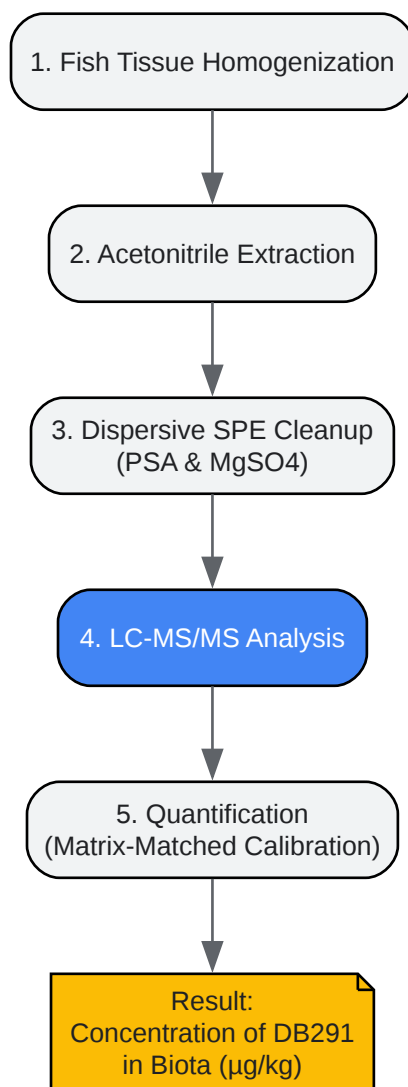 1. Fish Tissue Homogenization
2. Acetonitrile Extraction
3. Dispersive SPE Cleanup
(PSA & MgSO4)
4. LC-MS/MS Analysis
5. Quantification
(Matrix-Matched Calibration)
Result:
Concentration of DB291
in Biota (µg/kg)